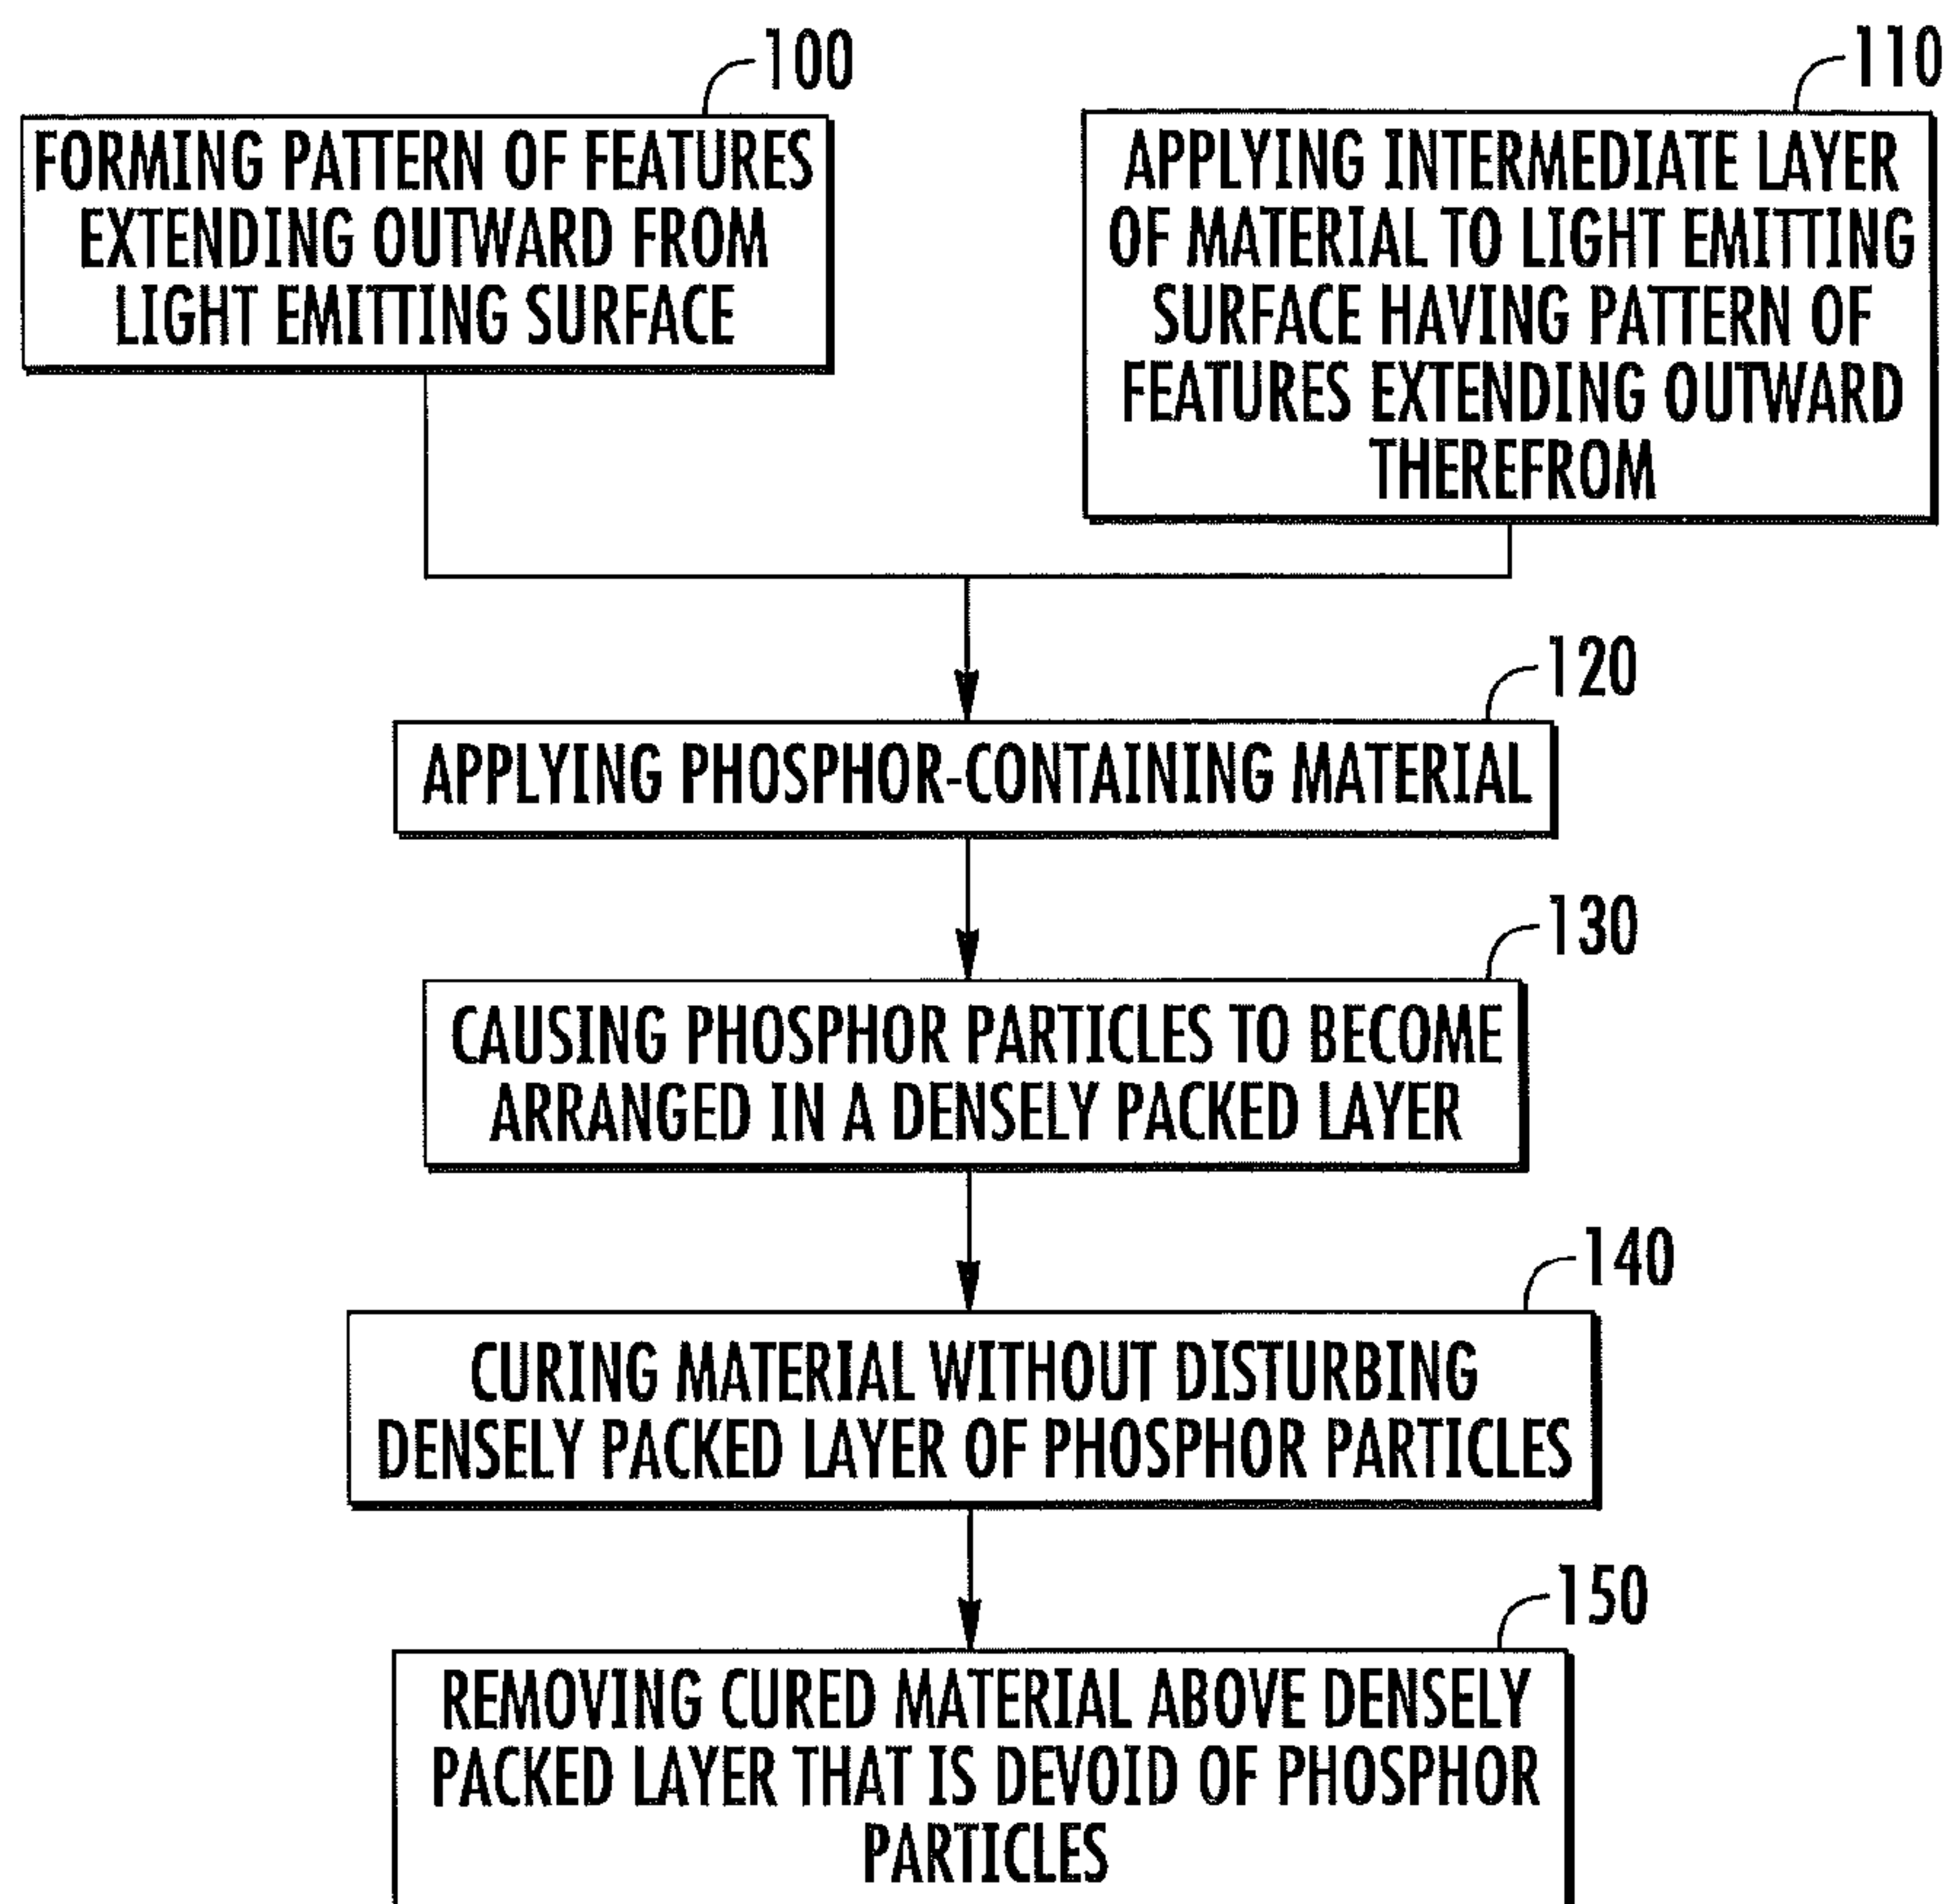 100
FORMING PATTERN OF FEATURES
EXTENDING OUTWARD FROM
LIGHT EMITTING SURFACE
110
APPLYING INTERMEDIATE LAYER
OF MATERIAL TO LIGHT EMITTING
SURFACE HAVING PATTERN OF
FEATURES EXTENDING OUTWARD
THEREFROM
120
APPLYING PHOSPHOR-CONTAINING MATERIAL
130
CAUSING PHOSPHOR PARTICLES TO BECOME
ARRANGED IN A DENSELY PACKED LAYER
140
CURING MATERIAL WITHOUT DISTURBING
DENSELY PACKED LAYER OF PHOSPHOR PARTICLES
150
REMOVING CURED MATERIAL ABOVE DENSELY
PACKED LAYER THAT IS DEVOID OF PHOSPHOR
PARTICLES